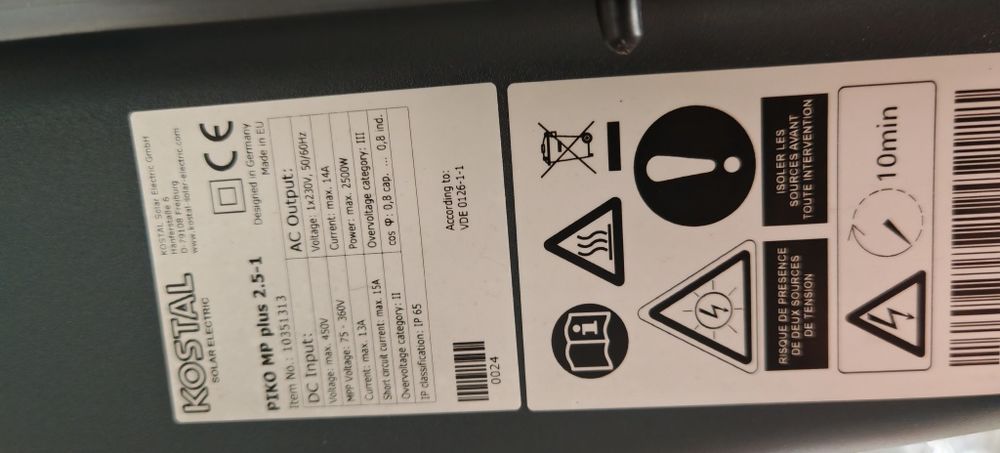 KOSTAL
SOLAR ELECTRIC
KOSTAL Solar Electric GmbH
Hanferstraße 6
D-79108 Freiburg
www.kostal-solar-electric.com
CE
PIKO MP plus 2.5-1
Designed in Germany
Item No.: 10351313
Made in EU
DC Input:
Voltage: max. 450V
MPP Voltage: 75 - 360V
Current: max. 13A
Short circuit current: max. 15A
Overvoltage category: II
IP classification: IP 65
AC Output:
Voltage: 1x230V, 50/60Hz
Current: max. 14A
Power: max. 2500W
Overvoltage category: III
cos φ: 0,8 cap. ... 0,8 ind.
0024
According to:
VDE 0126-1-1
RISQUE DE PRESENCE
DE DEUX SOURCES
DE TENSION
ISOLER LES
SOURCES AVANT
TOUTE INTERVENTION
10min